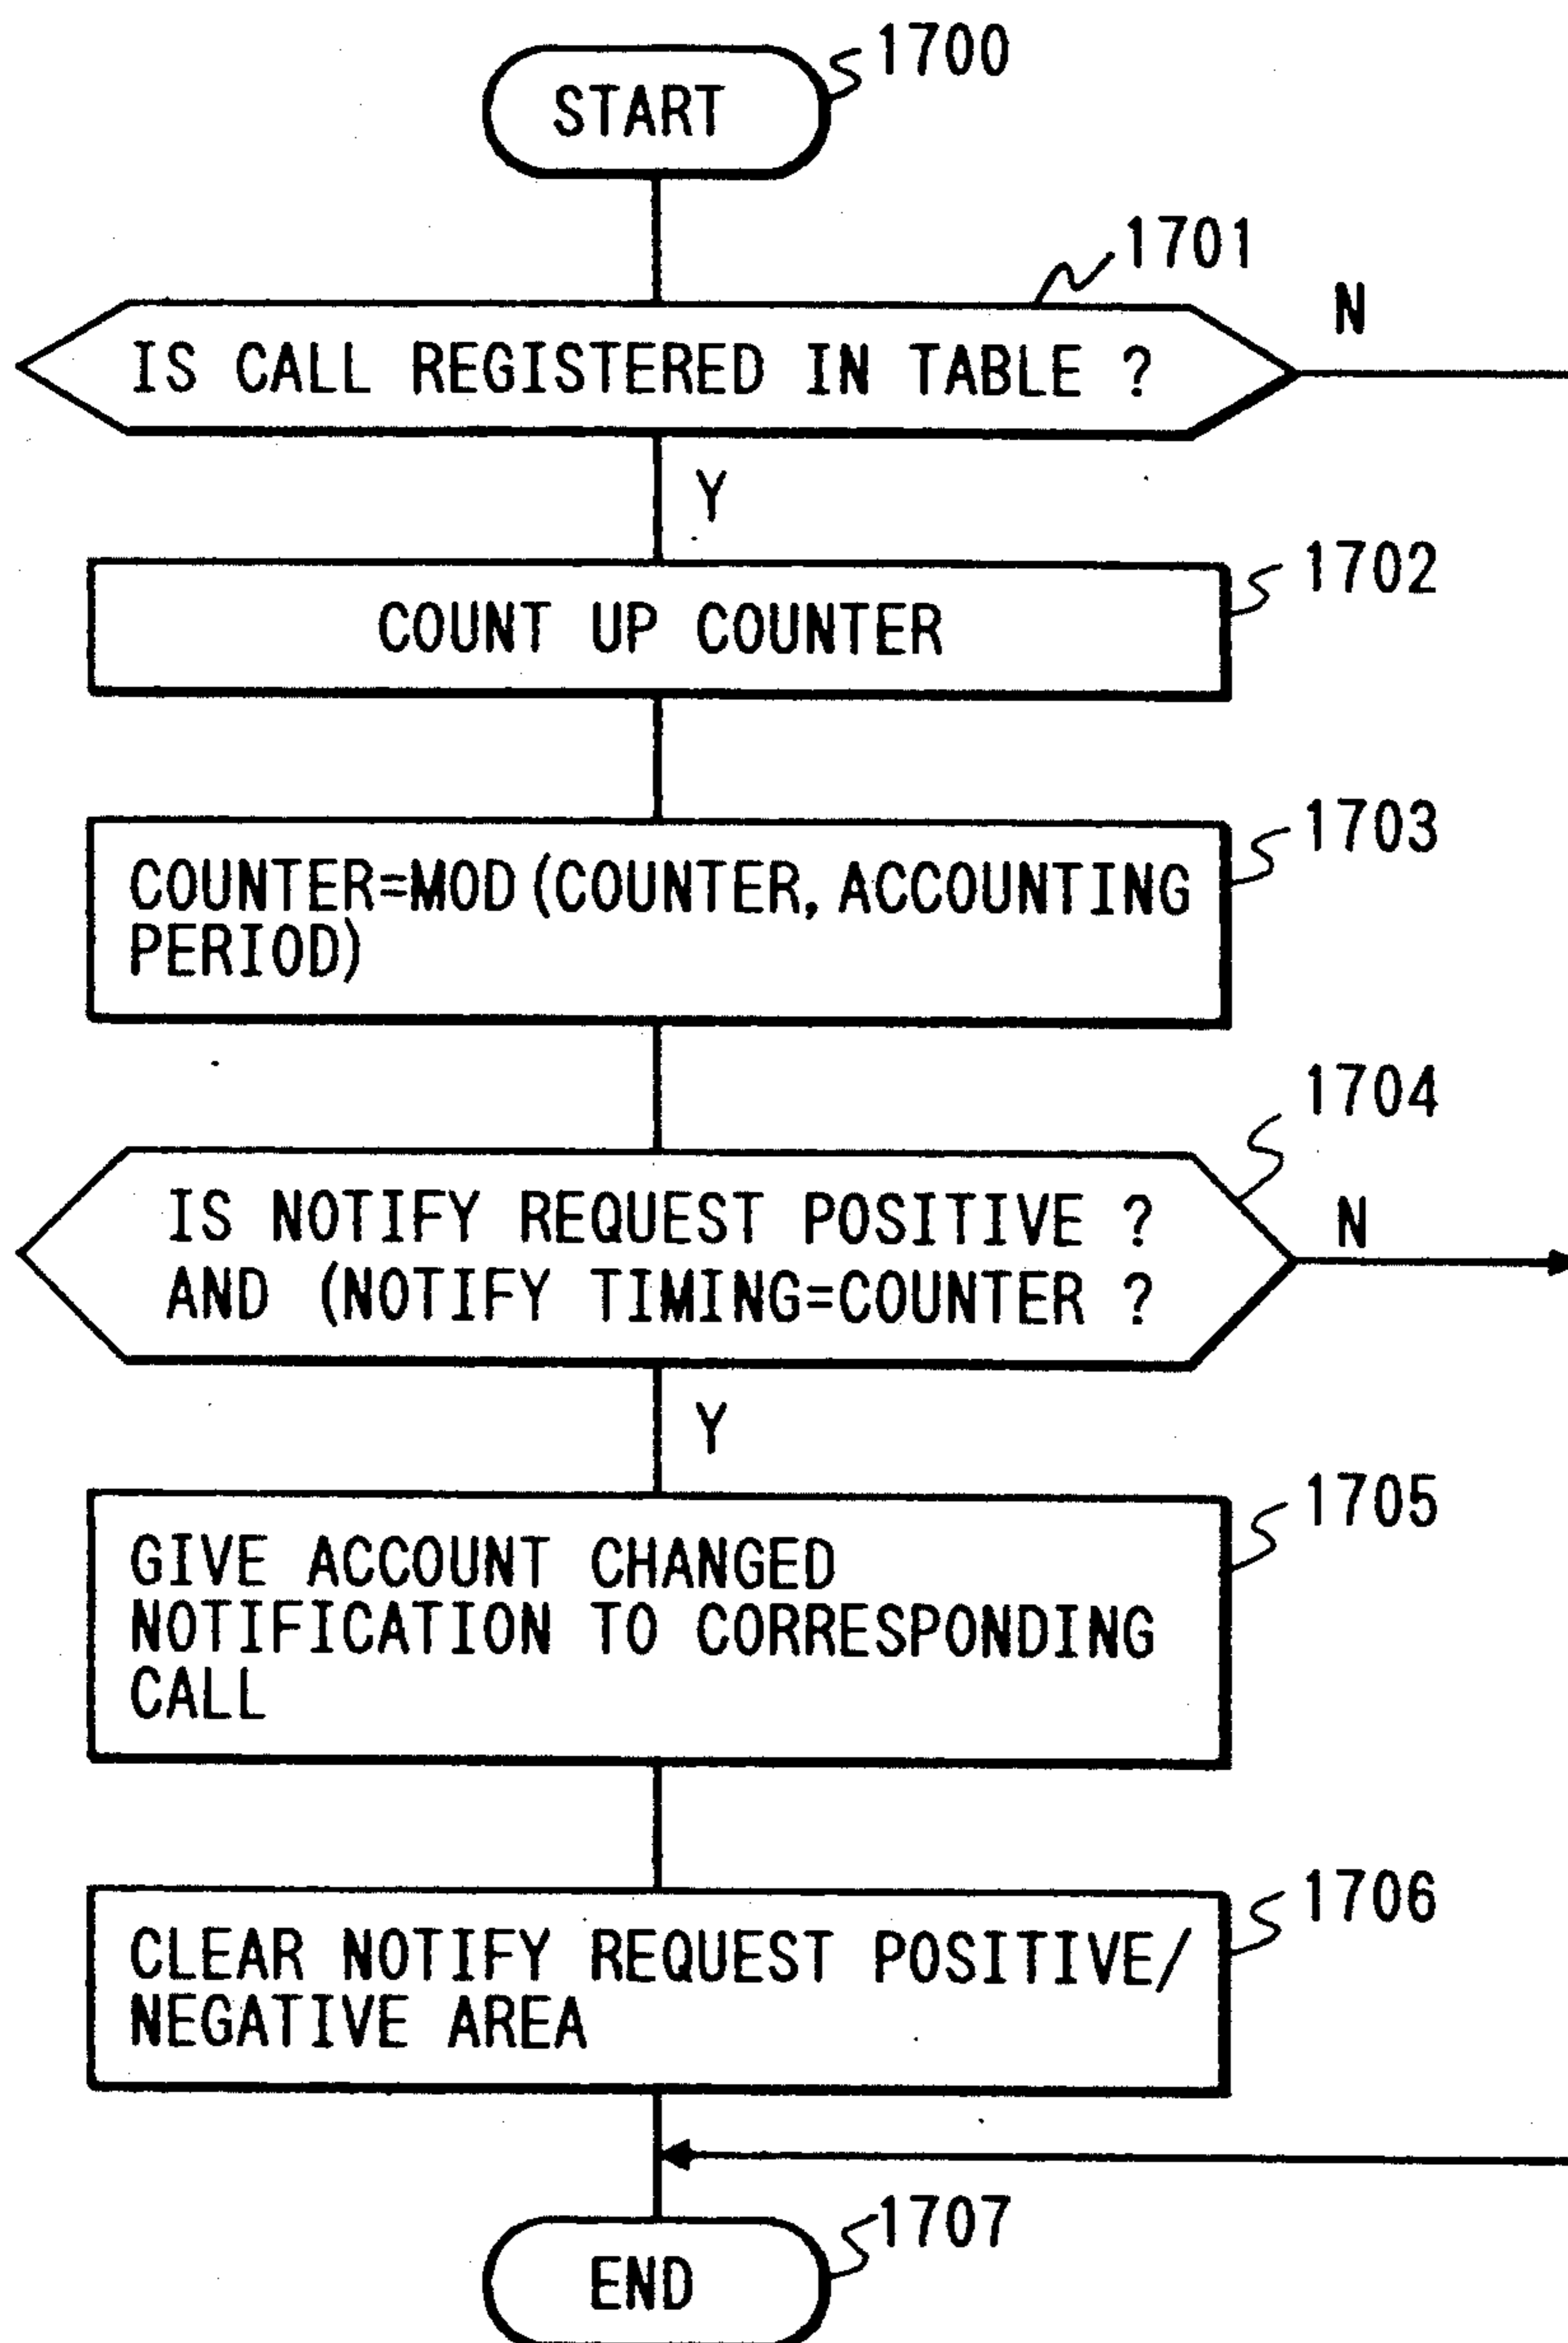 1700
START
1701
N
IS CALL REGISTERED IN TABLE ?
Y
1702
COUNT UP COUNTER
1703
COUNTER=MOD(COUNTER, ACCOUNTING
PERIOD)
1704
IS NOTIFY REQUEST POSITIVE ?
N
AND (NOTIFY TIMING=COUNTER ?
Y
1705
GIVE ACCOUNT CHANGED
NOTIFICATION TO CORRESPONDING
CALL
1706
CLEAR NOTIFY REQUEST POSITIVE/
NEGATIVE AREA
1707
END